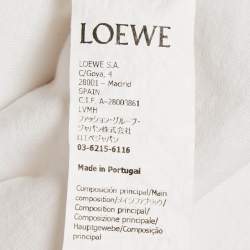 LOEWE
LOEWE S.A.
C/Goya, 4
28001 - Madrid
SPAIN
C.I.F. A-28003861
LVMH
ファッション・グループ・
ジャパン株式会社
ロエベジャパン
03-6215-6116
Made in Portugal
Composición principal/Main
composition/メインファブリック/
Composition principal/
Composizione principale/
Hauptgewebe/Composição
principal: